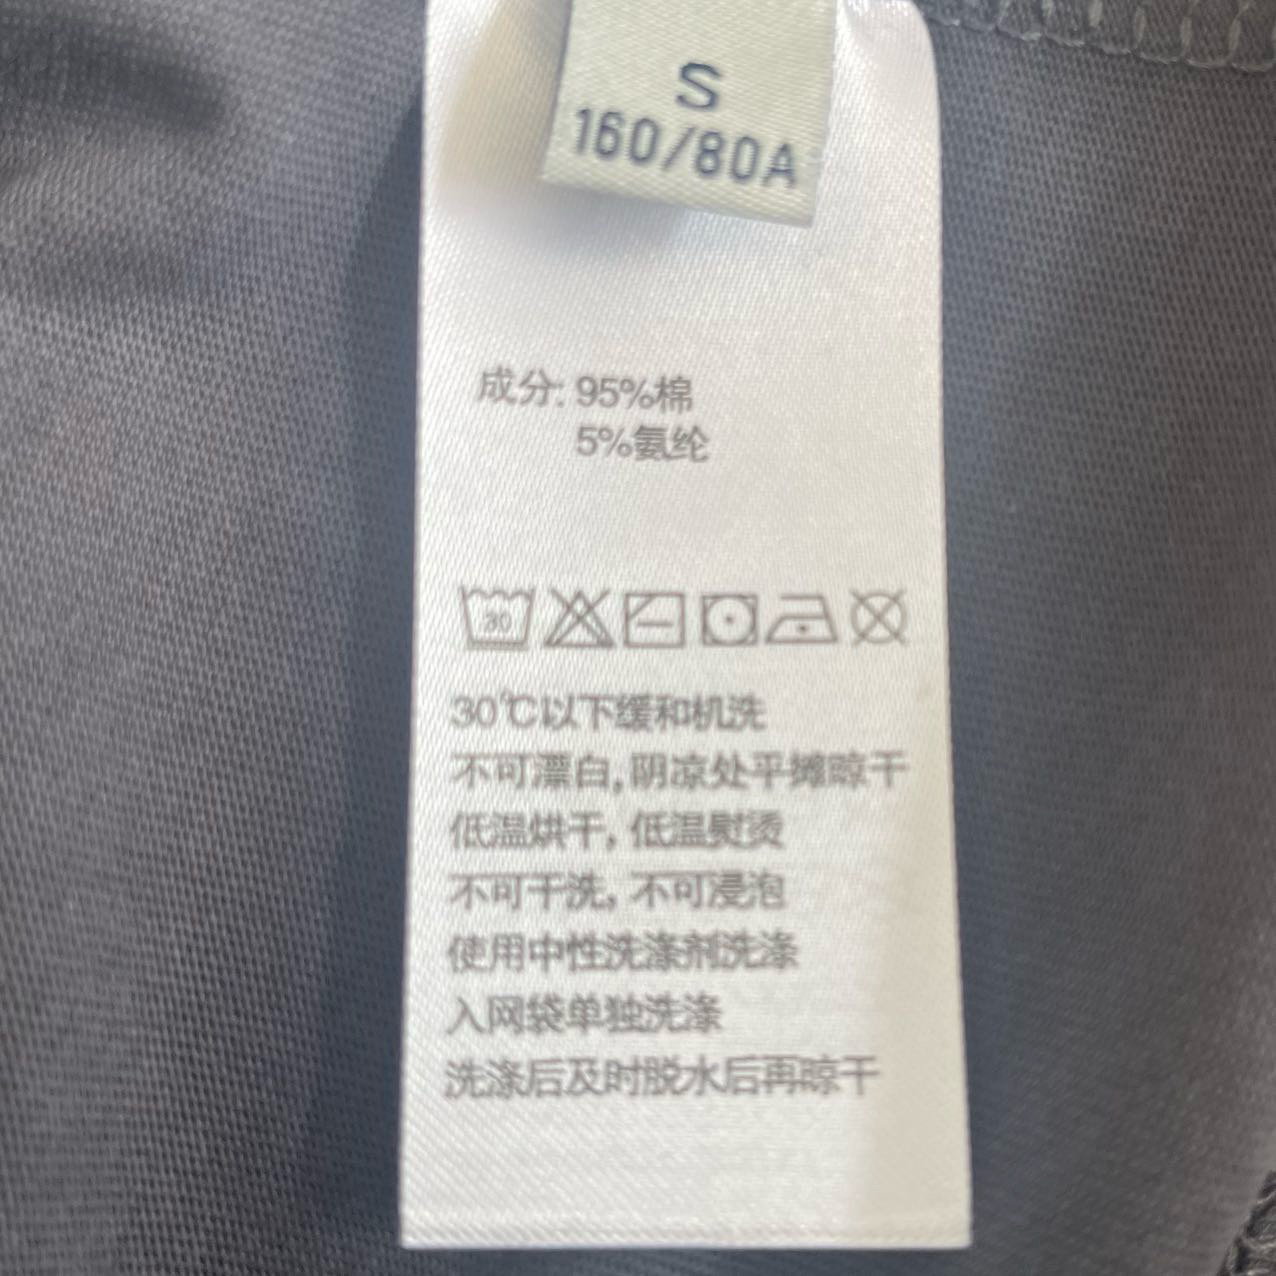 S
160/80A
成分: 95%棉
5%氨纶
30
30℃以下缓和机洗
不可漂白, 阴凉处平摊晾干
低温烘干, 低温熨烫
不可干洗, 不可浸泡
使用中性洗涤剂洗涤
入网袋单独洗涤
洗涤后及时脱水后再晾干